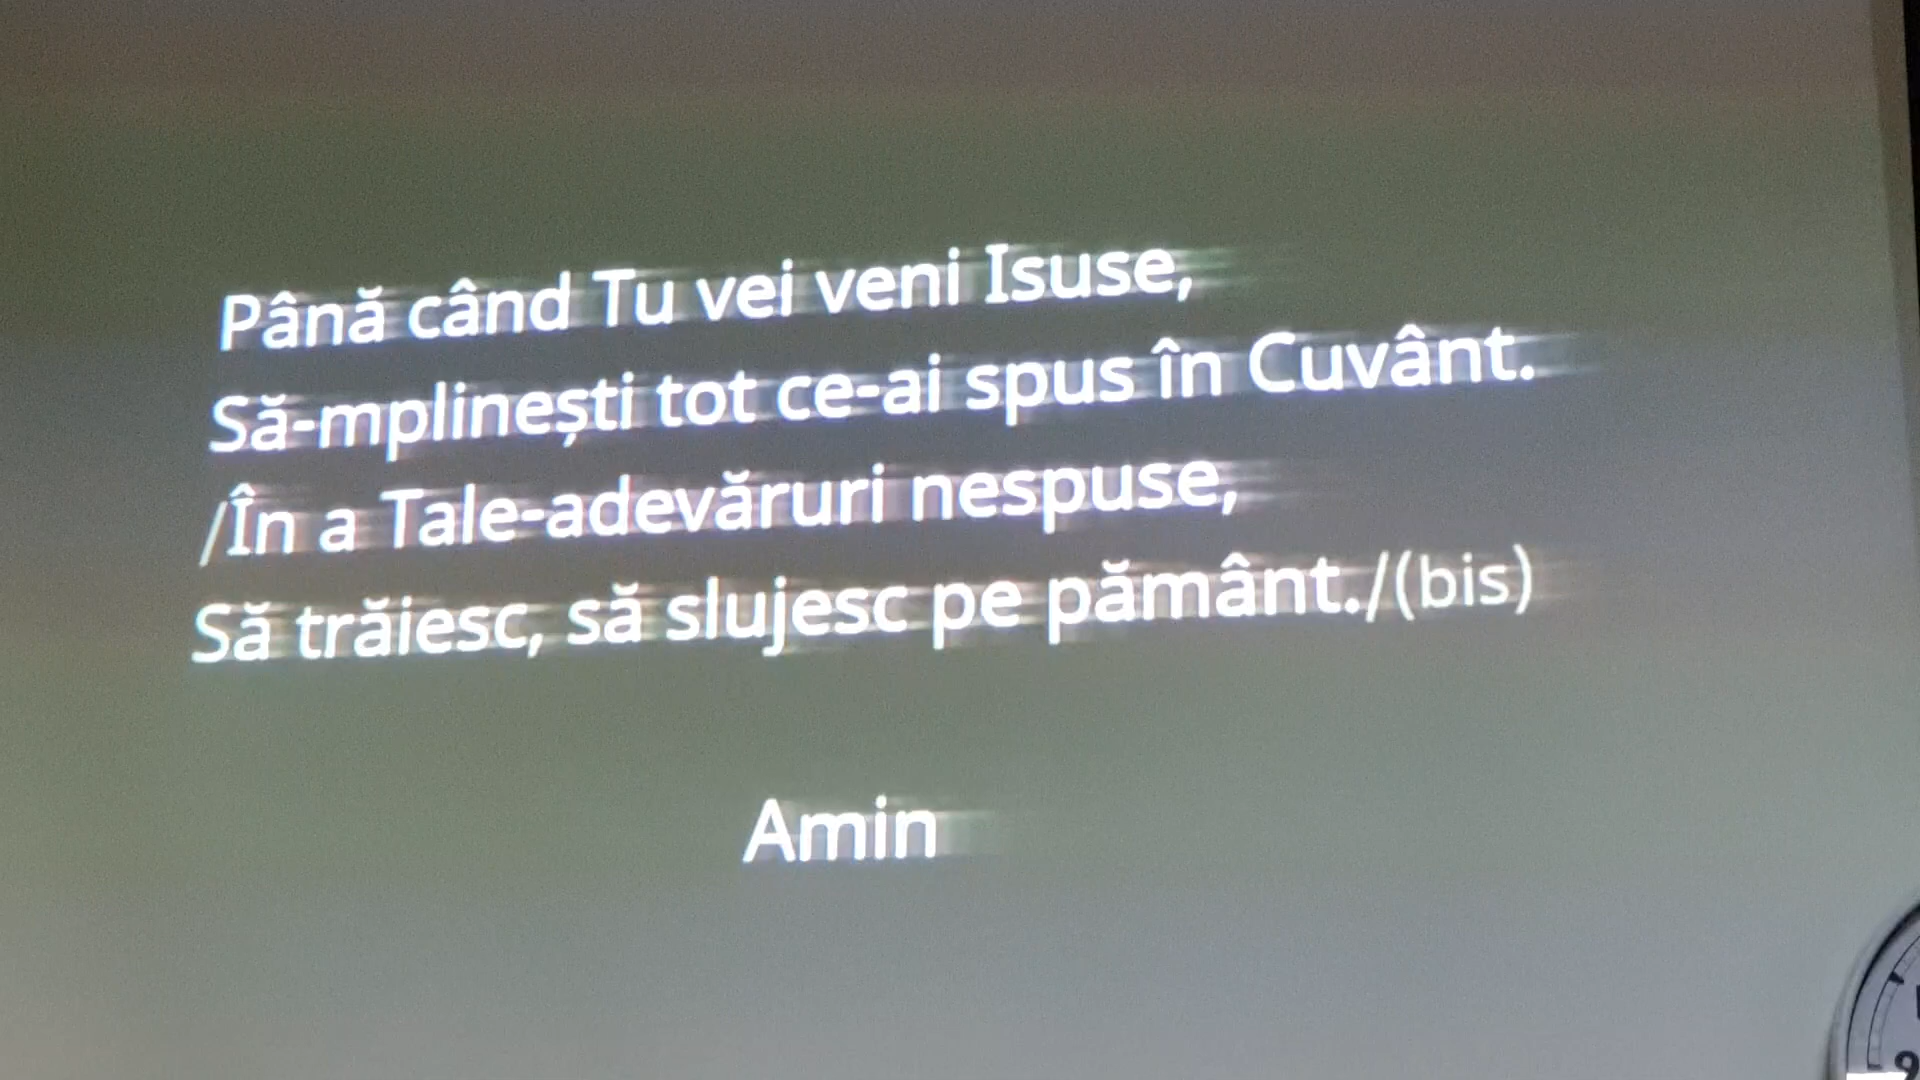 Până când Tu vei veni Isuse,
Să-mplinești tot ce-ai spus în Cuvânt.
/În a Tale-adevăruri nespuse,
Să trăiesc, să slujesc pe pământ./(bis)
Amin
9